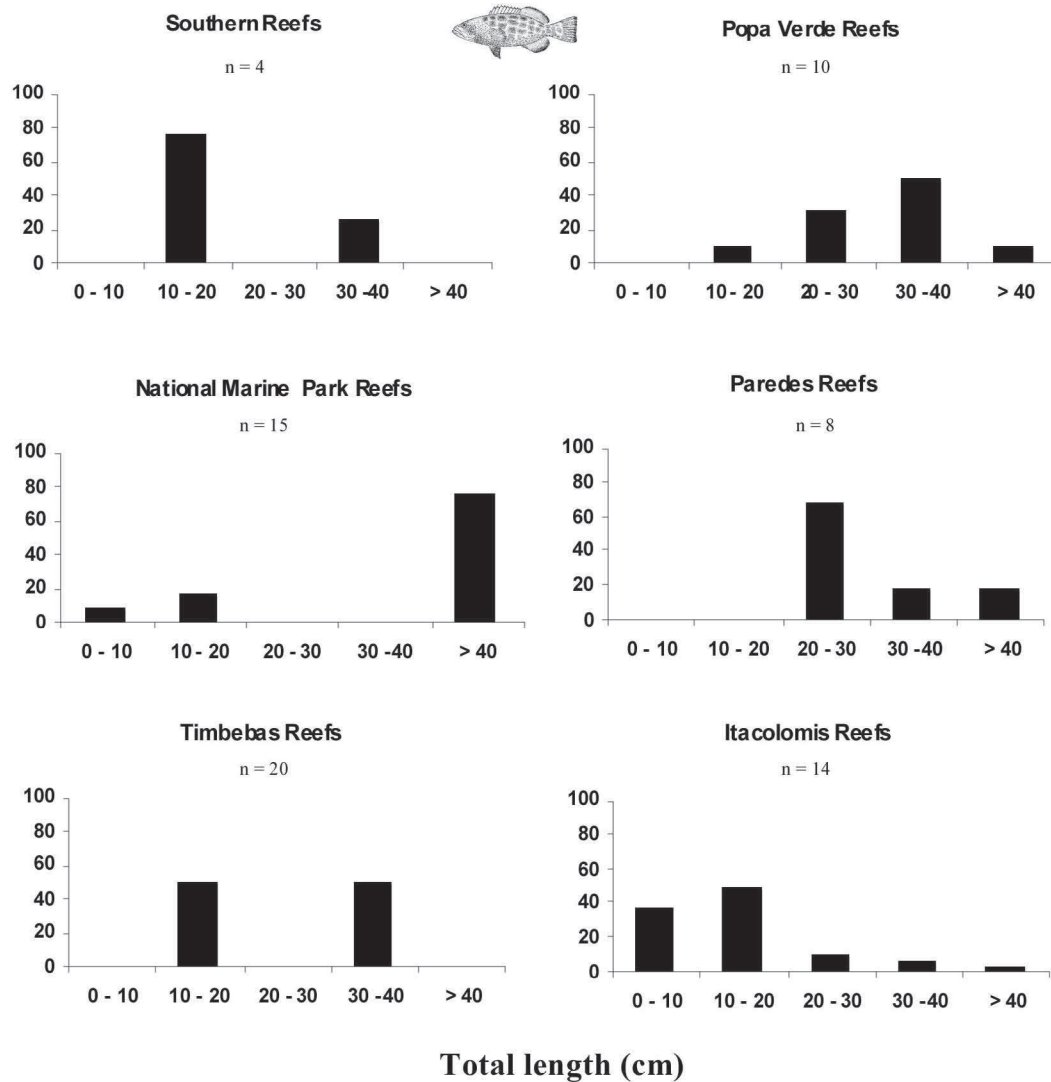 Southern Reefs
n = 4
100
80
60
40
20
0
0 - 10 10 - 20 20 - 30 30 -40 > 40
Popa Verde Reefs
n = 10
100
80
60
40
20
0
0 - 10 10 - 20 20 - 30 30 -40 > 40
National Marine Park Reefs
n = 15
100
80
60
40
20
0
0 - 10 10 - 20 20 - 30 30 -40 > 40
Paredes Reefs
n = 8
100
80
60
40
20
0
0 - 10 10 - 20 20 - 30 30 -40 > 40
Timbebas Reefs
n = 20
100
80
60
40
20
0
0 - 10 10 - 20 20 - 30 30 -40 > 40
Itacolomis Reefs
n = 14
100
80
60
40
20
0
0 - 10 10 - 20 20 - 30 30 -40 > 40
Total length (cm)